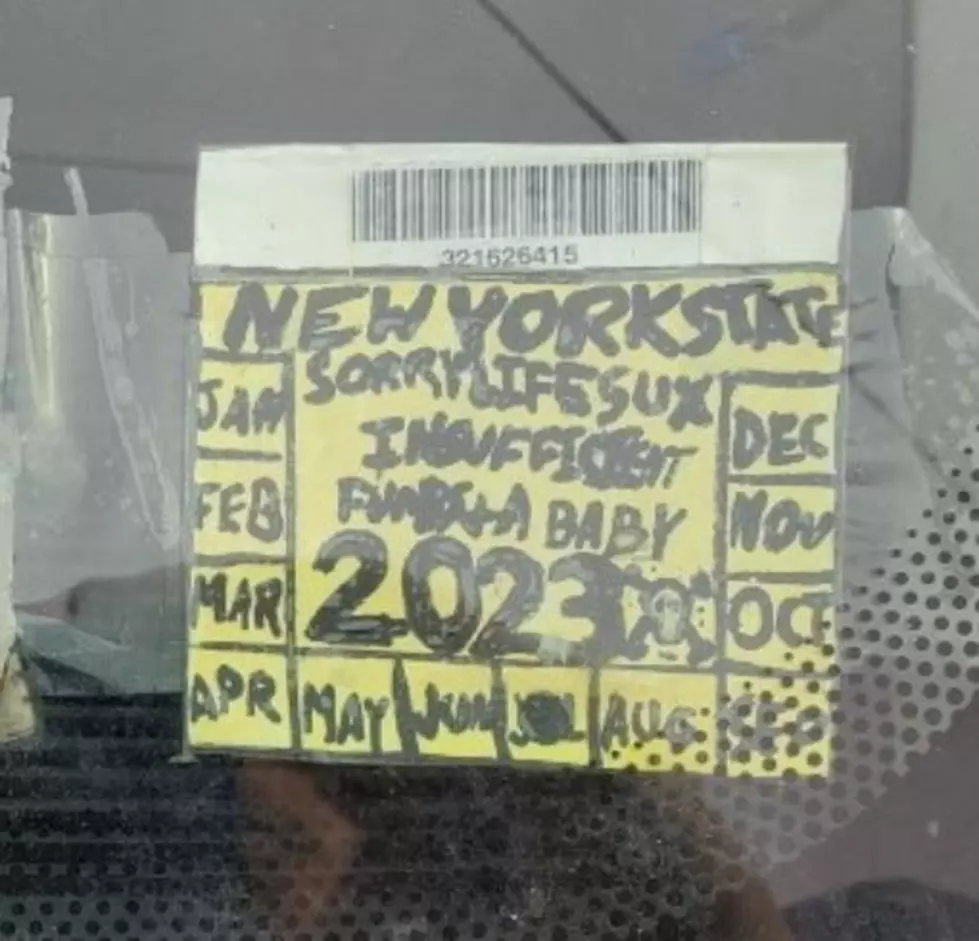 321626415
NEW YORK STATE
JAN SORRY LIFE SUX DEC
INSUFFICIENT
FEB BABY NOV
MAR 2023 OCT
APR MAY JUN JUL AUG SEP